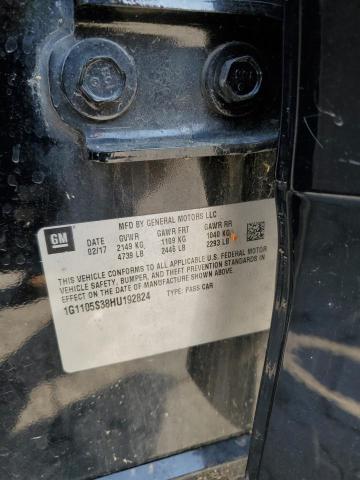 GM
MFD BY GENERAL MOTORS LLC
DATE GVWR GAWR FRT GAWR RR
02/17 2149 KG 1109 KG 1040 KG
4739 LB 2446 LB 2293 LB
THIS VEHICLE CONFORMS TO ALL APPLICABLE U.S. FEDERAL MOTOR
VEHICLE SAFETY, BUMPER, AND THEFT PREVENTION STANDARDS IN
EFFECT ON THE DATE OF MANUFACTURE SHOWN ABOVE.
1G1105S38HU192824 TYPE: PASS CAR